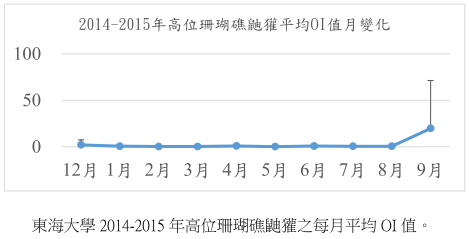 2014-2015年高位珊瑚礁鼬獾平均OI值月變化
100
50
0
12月 1月 2月 3月 4月 5月 6月 7月 8月 9月
東海大學 2014-2015 年高位珊瑚礁鼬獾之每月平均 OI 值。